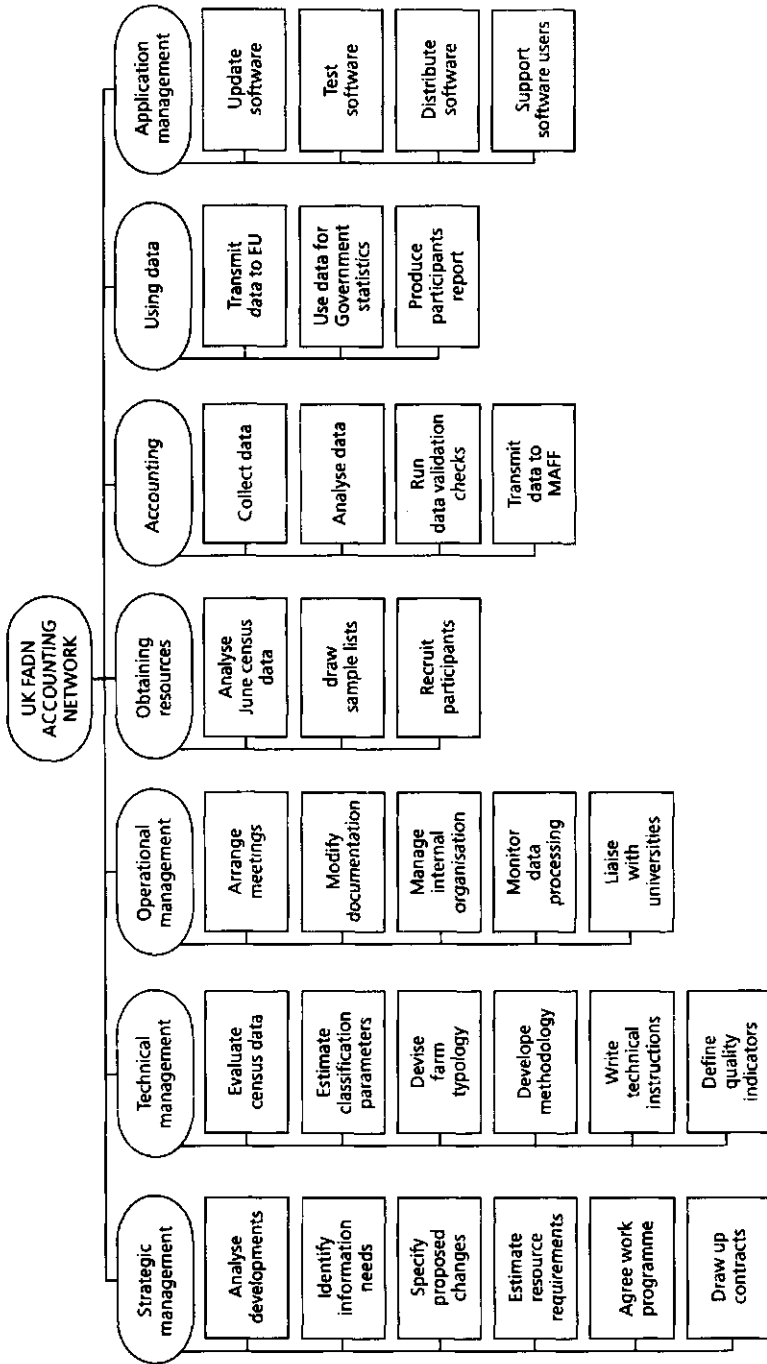 UK FADN
ACCOUNTING
NETWORK
Strategic
management
Analyse
developments
Identify
information
needs
Specify
proposed
changes
Estimate
resource
requirements
Agree work
programme
Draw up
contracts
Technical
management
Evaluate
census data
Estimate
classification
parameters
Devise
farm
typology
Develope
methodology
Write
technical
instructions
Define
quality
indicators
Operational
management
Arrange
meetings
Modify
documentation
Manage
internal
organisation
Monitor
data
processing
Liaise
with
universities
Obtaining
resources
Analyse
June census
data
draw
sample lists
Recruit
participants
Accounting
Collect data
Analyse data
Run
data validation
checks
Transmit
data to
MAFF
Using data
Transmit
data to EU
Use data for
Government
statistics
Produce
participants
report
Application
management
Update
software
Test
software
Distribute
software
Support
software users